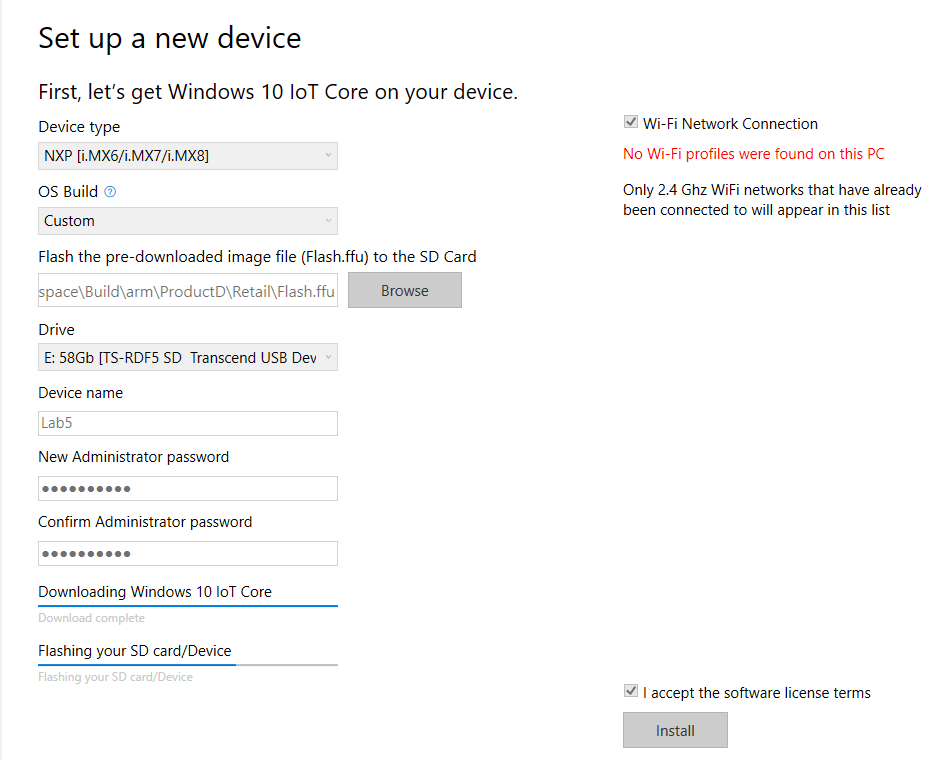 Set up a new device
First, let's get Windows 10 IoT Core on your device.
Device type
NXP [i.MX6/i.MX7/i.MX8]
OS Build ?
Custom
Flash the pre-downloaded image file (Flash.ffu) to the SD Card
space\Build\arm\ProductD\Retail\Flash.ffu
Browse
Drive
E: 58Gb [TS-RDF5 SD  Transcend USB Dev
Device name
Lab5
New Administrator password
●●●●●●●●●●
Confirm Administrator password
●●●●●●●●●●
Downloading Windows 10 IoT Core
Download complete
Flashing your SD card/Device
Flashing your SD card/Device
Wi-Fi Network Connection
No Wi-Fi profiles were found on this PC
Only 2.4 Ghz WiFi networks that have already
been connected to will appear in this list
I accept the software license terms
Install